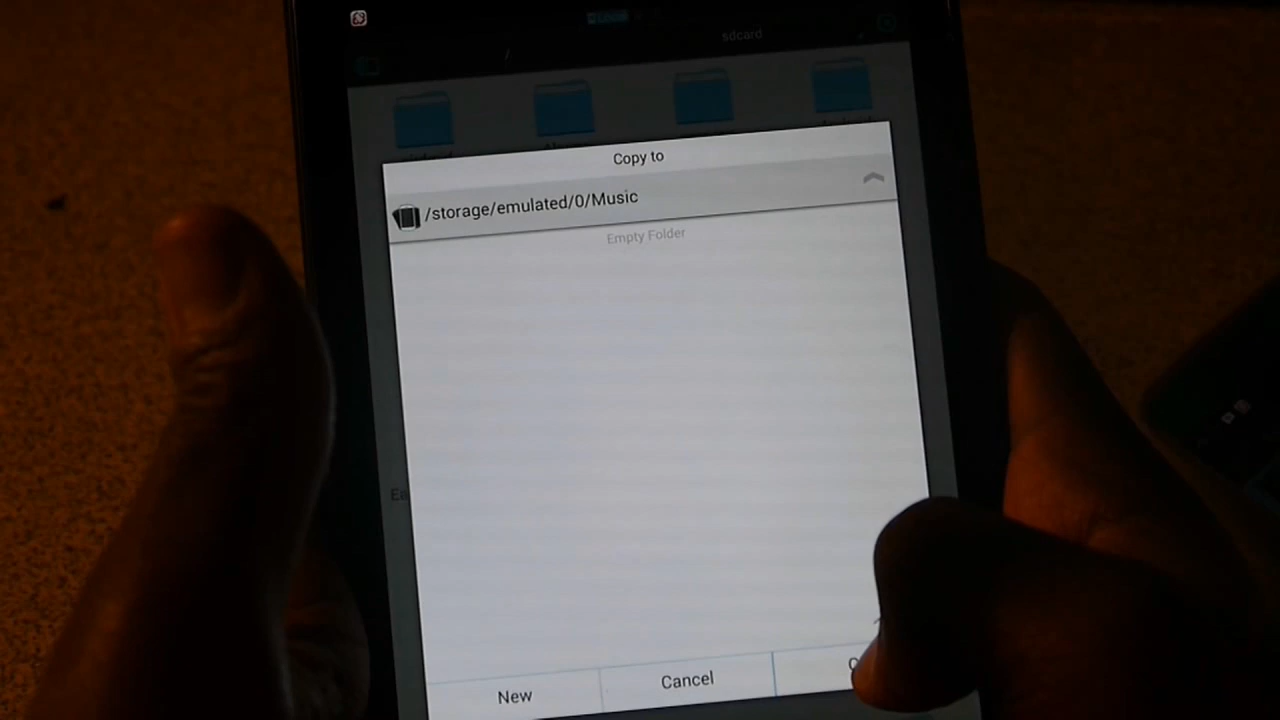 /
sdcard
Copy to
/storage/emulated/0/Music
Empty Folder
New
Cancel